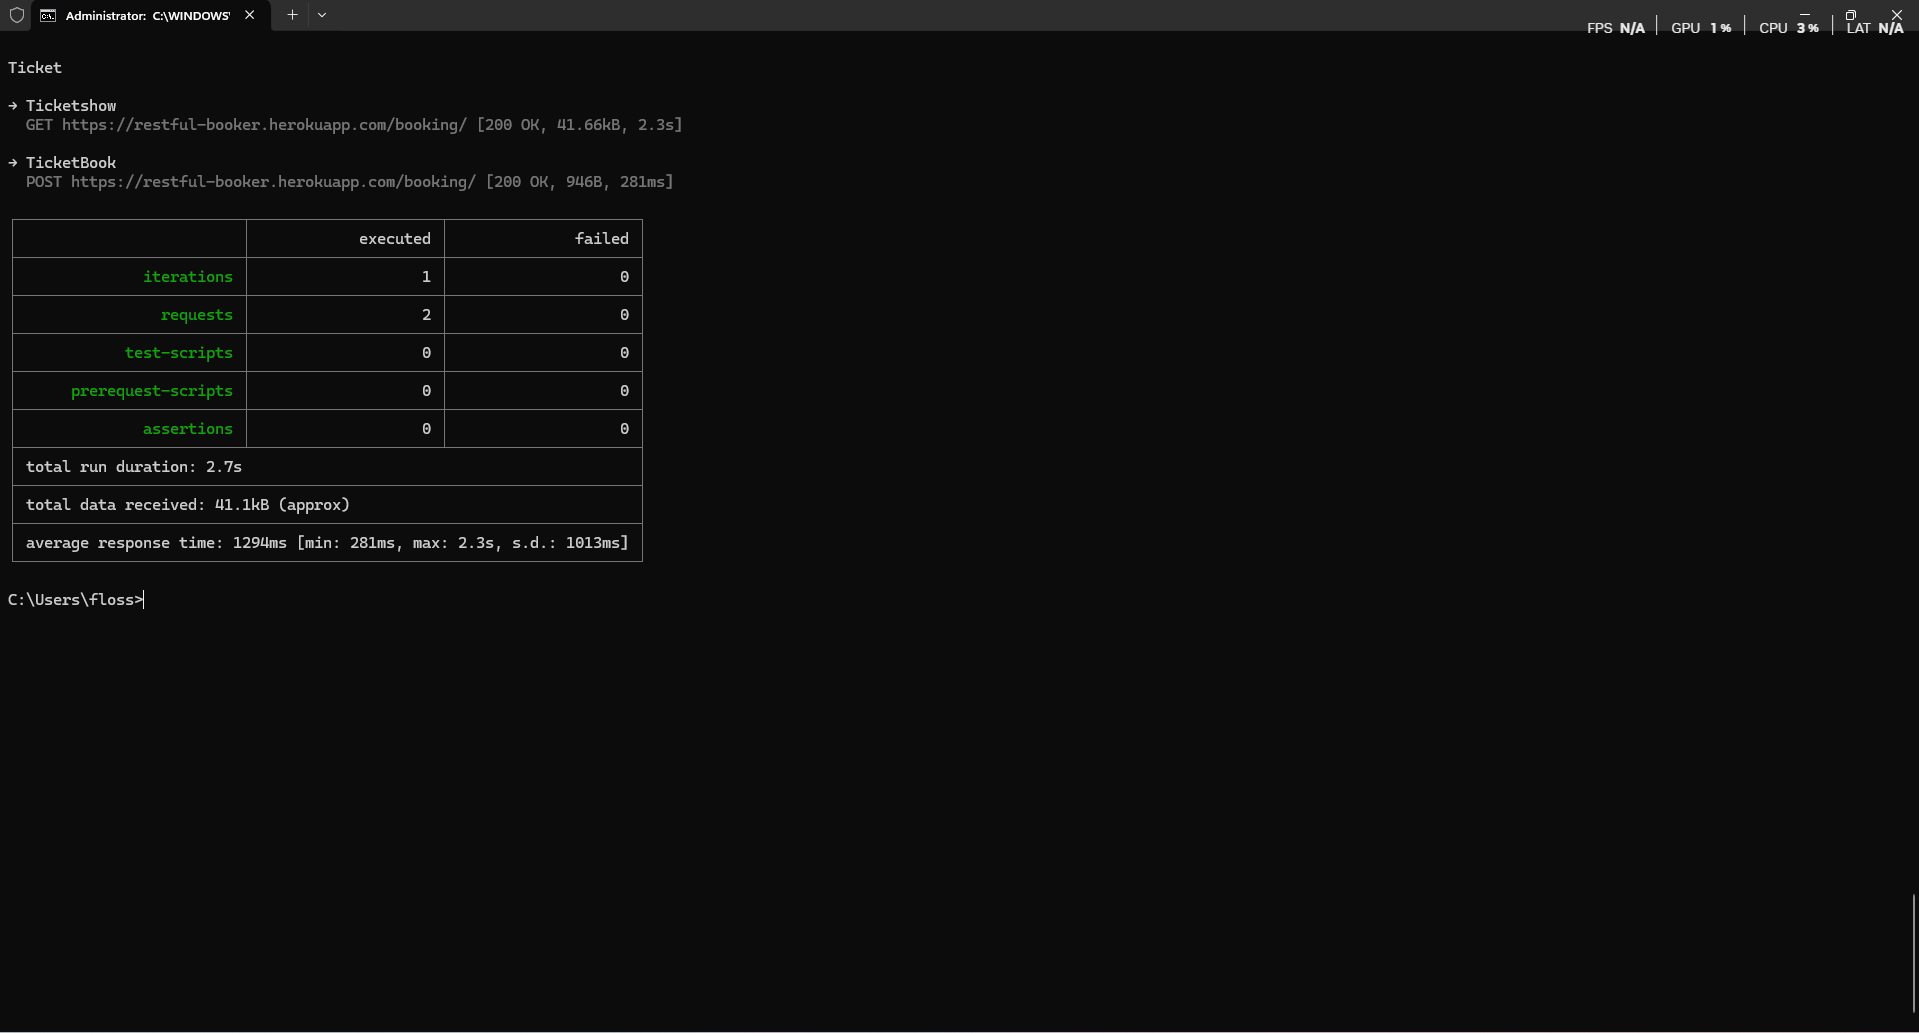 Administrator: C:\WINDOWS'
FPS N/A | GPU 1% | CPU 3% | LAT N/A
Ticket
→ Ticketshow
GET https://restful-booker.herokuapp.com/booking/ [200 OK, 41.66kB, 2.3s]
→ TicketBook
POST https://restful-booker.herokuapp.com/booking/ [200 OK, 946B, 281ms]
executed failed
iterations 1 0
requests 2 0
test-scripts 0 0
prerequest-scripts 0 0
assertions 0 0
total run duration: 2.7s
total data received: 41.1kB (approx)
average response time: 1294ms [min: 281ms, max: 2.3s, s.d.: 1013ms]
C:\Users\floss>